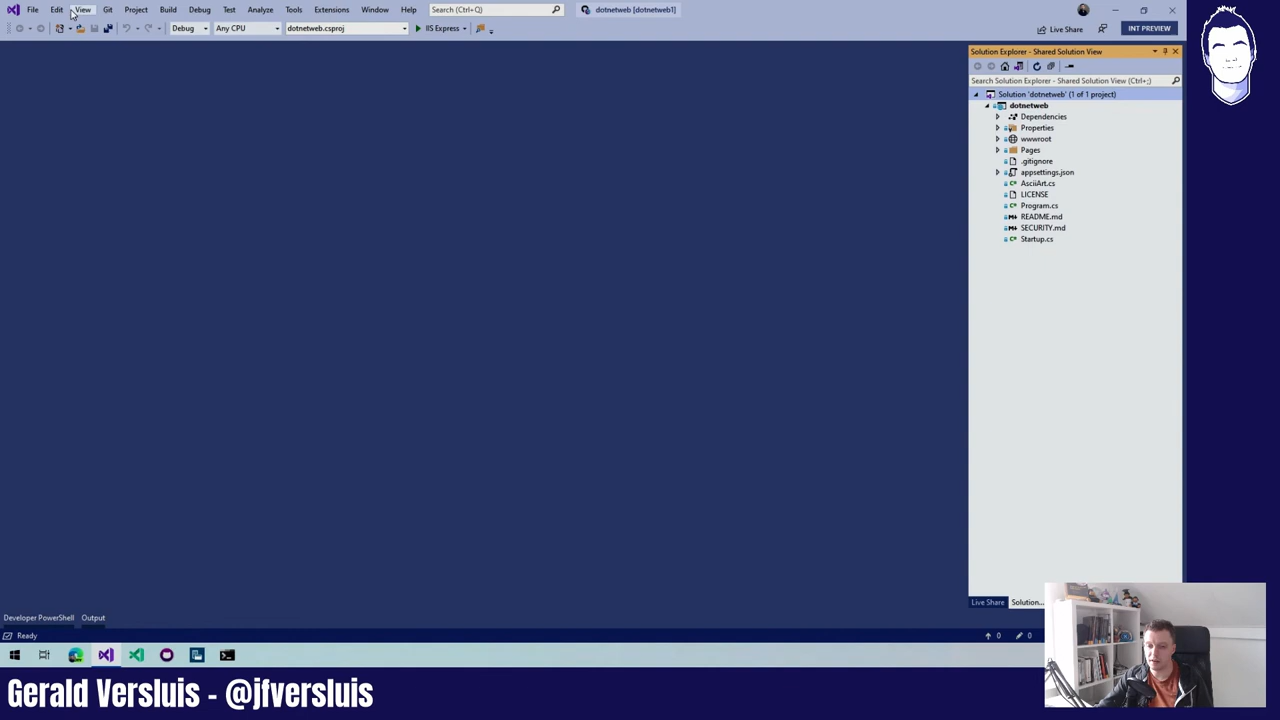 File Edit View Git Project Build Debug Test Analyze Tools Extensions Window Help Search (Ctrl+Q) dotnetweb [dotnetweb1]
Debug Any CPU dotnetweb.csproj IIS Express Live Share INT PREVIEW
Solution Explorer - Shared Solution View
Search Solution Explorer - Shared Solution View (Ctrl+;)
Solution 'dotnetweb' (1 of 1 project)
dotnetweb
Dependencies
Properties
wwwroot
Pages
.gitignore
appsettings.json
AsciiArt.cs
LICENSE
Program.cs
README.md
SECURITY.md
Startup.cs
Live Share Solution...
Developer PowerShell Output
Ready 0 0
Gerald Versluis - @jfversluis